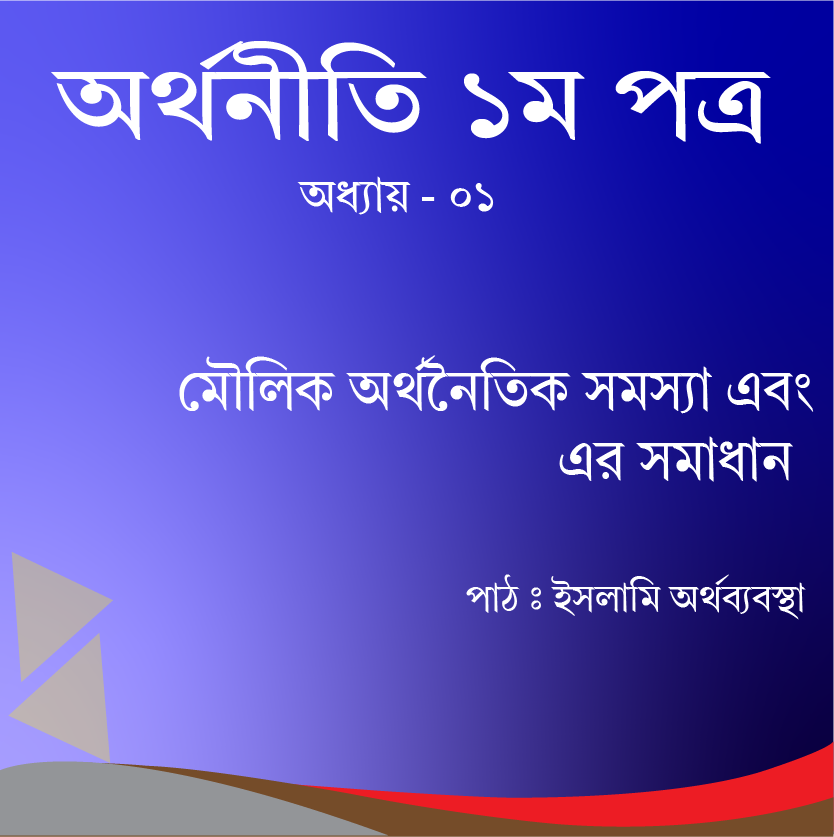 অর্থনীতি ১ম পত্র
অধ্যায় - ০১
মৌলিক অর্থনৈতিক সমস্যা এবং
এর সমাধান
পাঠ ঃ ইসলামি অর্থব্যবস্থা